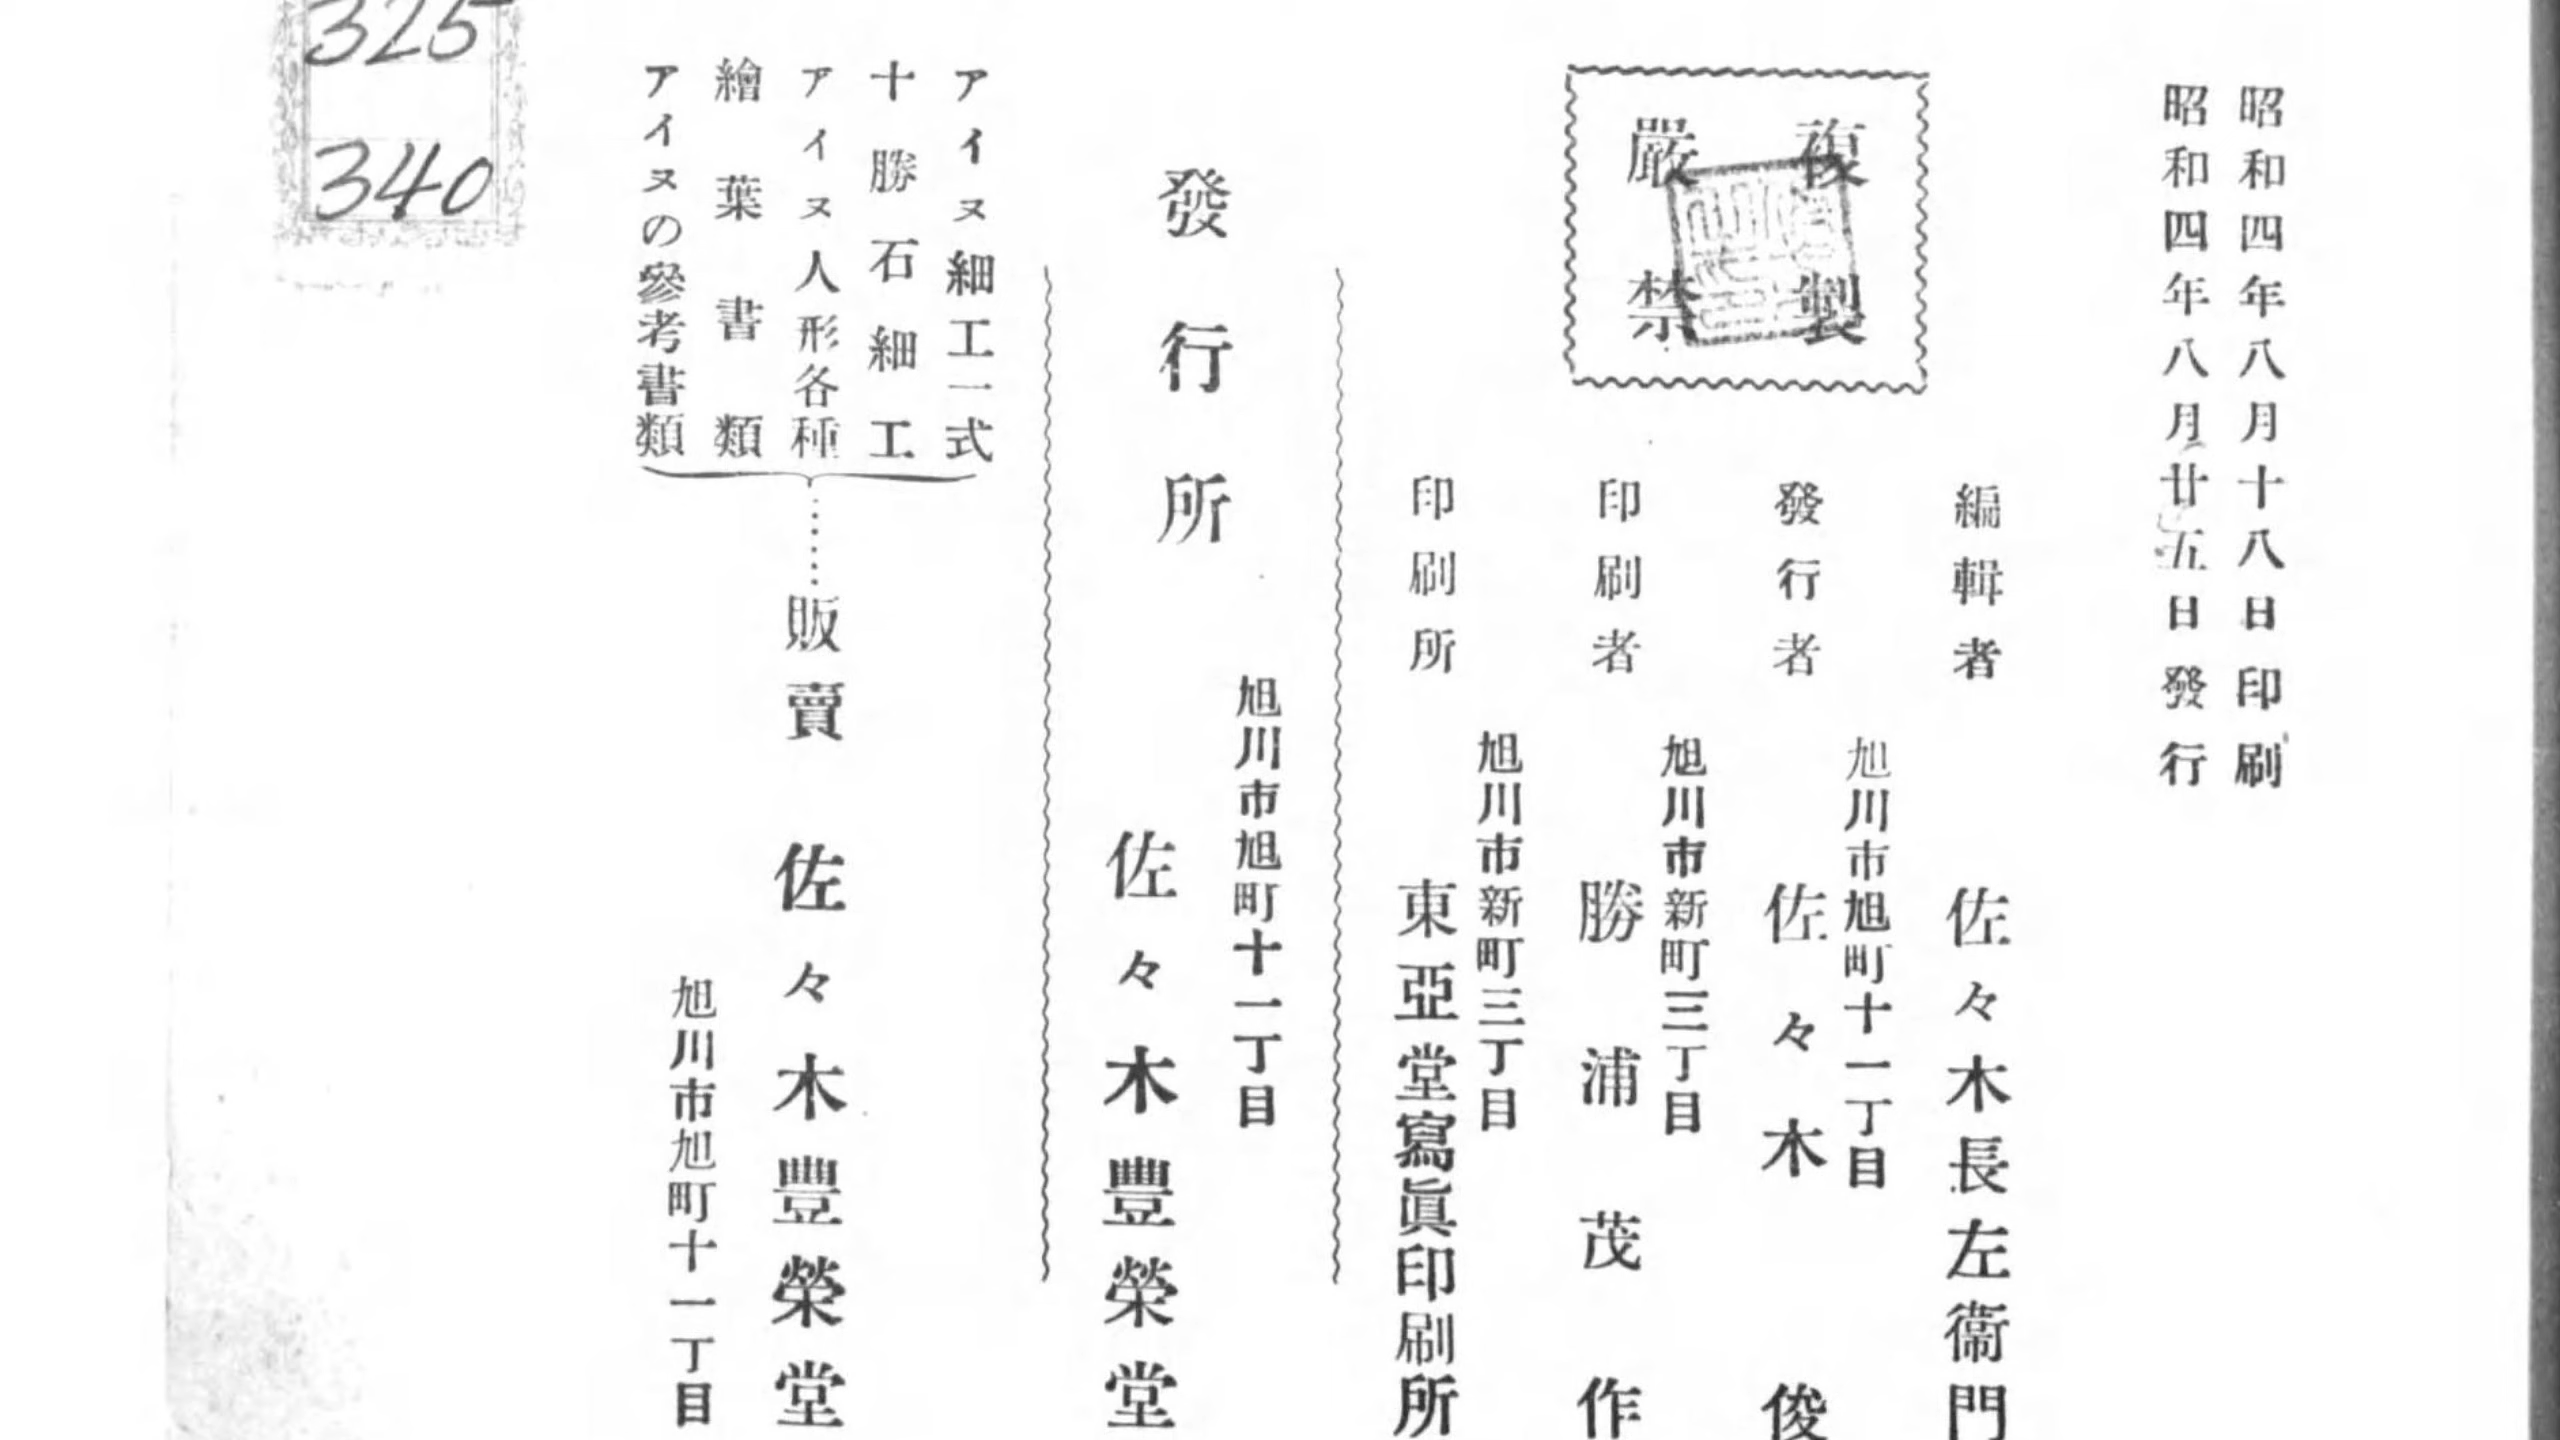 昭和四年八月十八日印刷
昭和四年八月廿五日發行
複製
嚴禁
編輯者 佐々木長左衞門
旭川市旭町十一丁目
發行者 佐々木俊
旭川市新町三丁目
印刷者 勝浦茂作
旭川市新町三丁目
印刷所 東亞堂寫眞印刷所
旭川市旭町十一丁目
發行所 佐々木豐榮堂
アイヌ細工一式
十勝石細工
アイヌ人形各種
繪葉書類
アイヌの參考書類
販賣 佐々木豐榮堂
旭川市旭町十一丁目
325
340